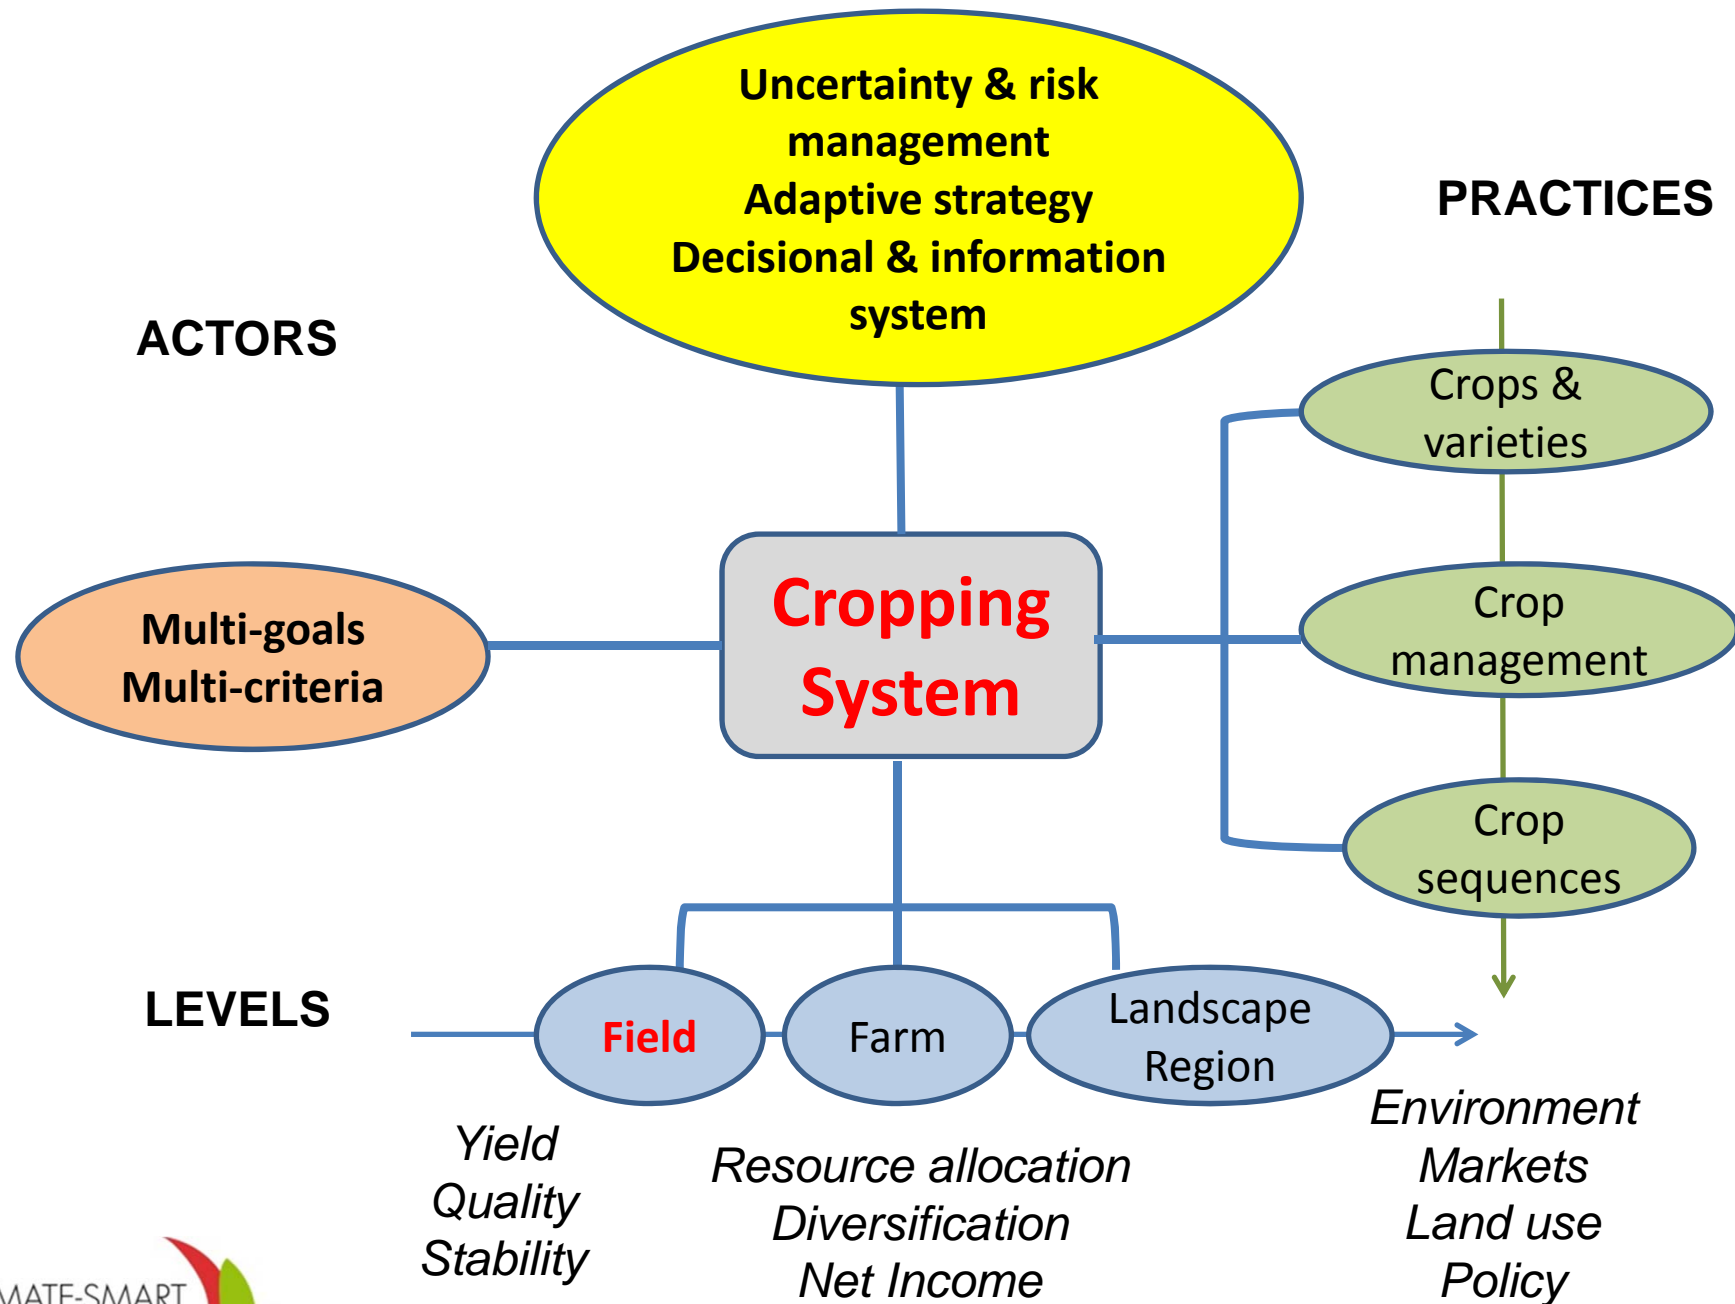 Uncertainty & risk
management
Adaptive strategy
Decisional & information
system
PRACTICES
ACTORS
Crops &
varieties
Multi-goals
Multi-criteria
Cropping
System
Crop
management
Crop
sequences
LEVELS
Field
Farm
Landscape
Region
Yield
Quality
Stability
Resource allocation
Diversification
Net Income
Environment
Markets
Land use
Policy
MATE-SMART